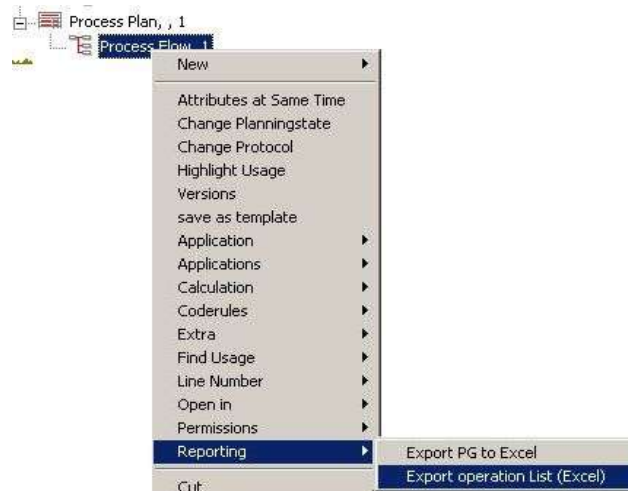 Process Plan, , 1
Process Flow, 1
New
Attributes at Same Time
Change Planningstate
Change Protocol
Highlight Usage
Versions
save as template
Application
Applications
Calculation
Coderules
Extra
Find Usage
Line Number
Open in
Permissions
Reporting
Export PG to Excel
Export operation List (Excel)
Cut